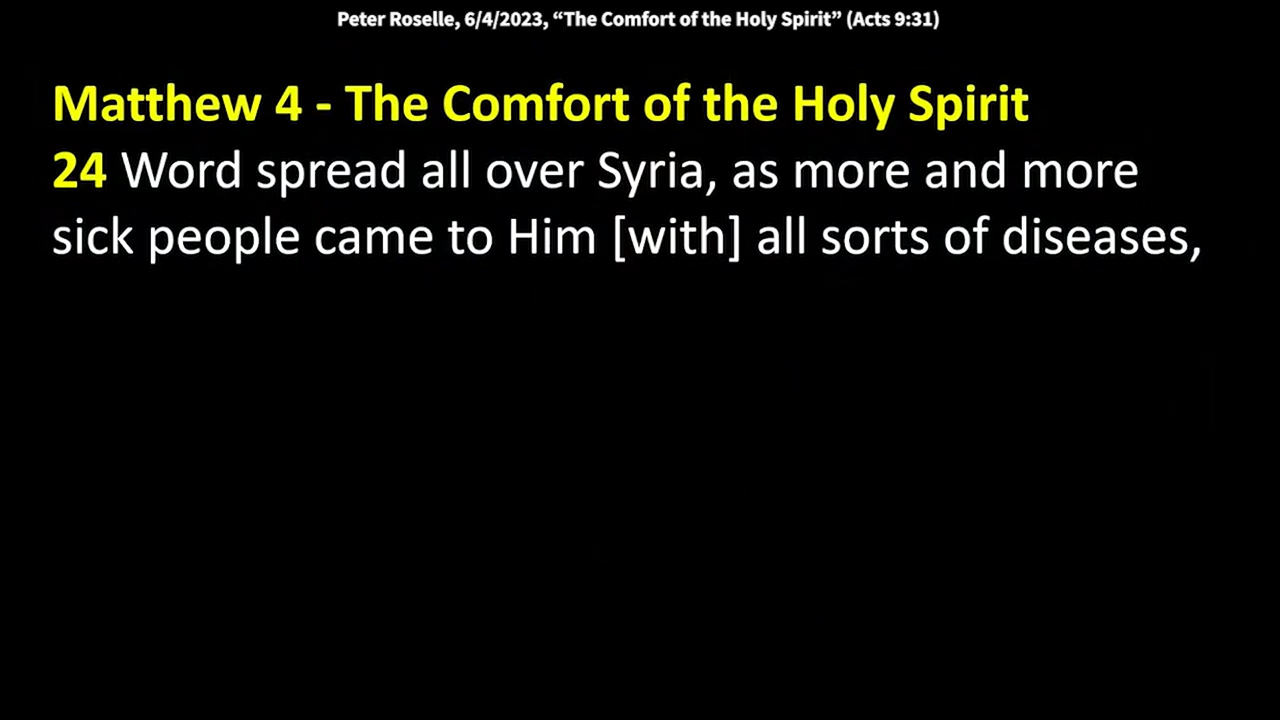 Peter Roselle, 6/4/2023, “The Comfort of the Holy Spirit” (Acts 9:31)
Matthew 4 - The Comfort of the Holy Spirit
24 Word spread all over Syria, as more and more
sick people came to Him [with] all sorts of diseases,